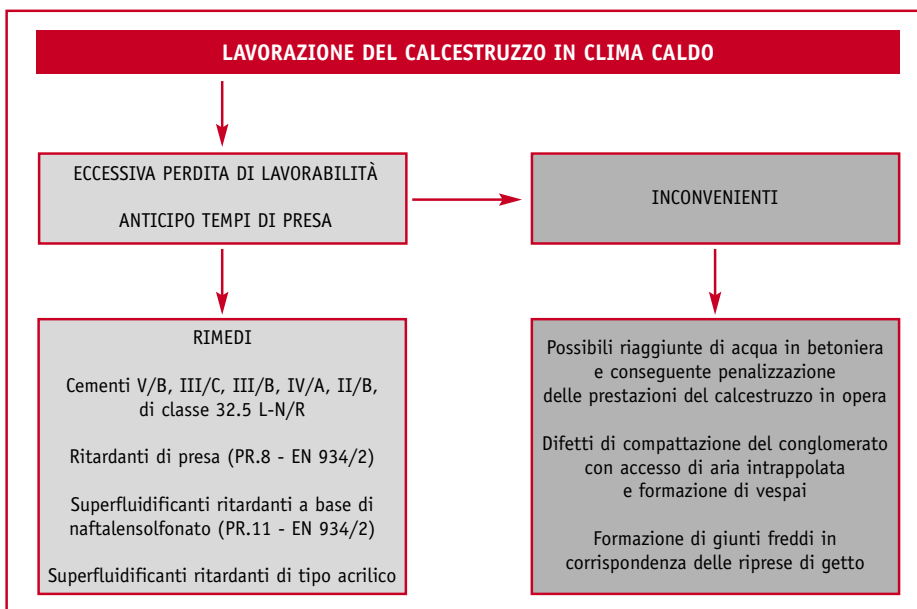 LAVORAZIONE DEL CALCESTRUZZO IN CLIMA CALDO
ECCESSIVA PERDITA DI LAVORABILITÀ
ANTICIPO TEMPI DI PRESA
INCONVENIENTI
RIMEDI
Cementi V/B, III/C, III/B, IV/A, II/B,
di classe 32.5 L-N/R
Ritardanti di presa (PR.8 - EN 934/2)
Superfluidificanti ritardanti a base di
naftalensolfonato (PR.11 - EN 934/2)
Superfluidificanti ritardanti di tipo acrilico
Possibili riaggiunte di acqua in betoniera
e conseguente penalizzazione
delle prestazioni del calcestruzzo in opera
Difetti di compattazione del conglomerato
con accesso di aria intrappolata
e formazione di vespai
Formazione di giunti freddi in
corrispondenza delle riprese di getto